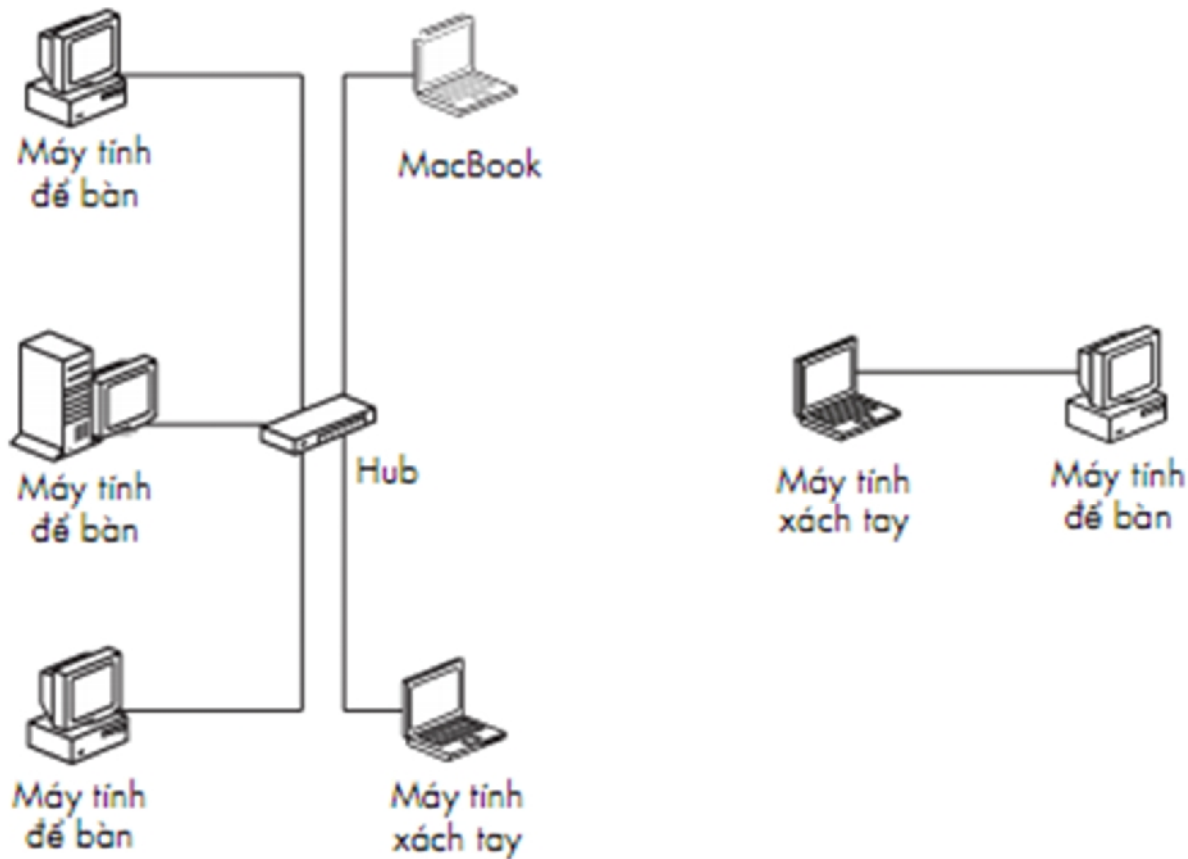 Máy tính
để bàn
MacBook
Máy tính
để bàn
Hub
Máy tính
xách tay
Máy tính
để bàn
Máy tính
để bàn
Máy tính
xách tay